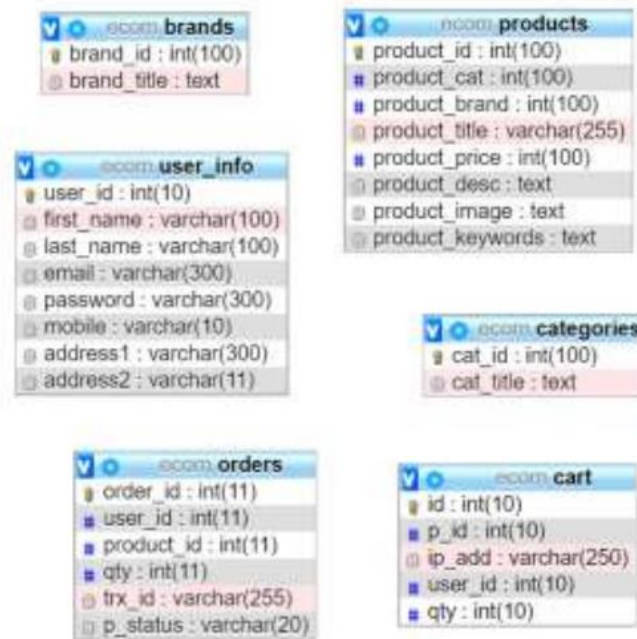 ecom brands
brand_id : int(100)
brand_title : text
ecom products
product_id : int(100)
product_cat : int(100)
product_brand : int(100)
product_title : varchar(255)
product_price : int(100)
product_desc : text
product_image : text
product_keywords : text
ecom user_info
user_id : int(10)
first_name : varchar(100)
last_name : varchar(100)
email : varchar(300)
password : varchar(300)
mobile : varchar(10)
address1 : varchar(300)
address2 : varchar(11)
ecom categories
cat_id : int(100)
cat_title : text
ecom orders
order_id : int(11)
user_id : int(11)
product_id : int(11)
qty : int(11)
trx_id : varchar(255)
p_status : varchar(20)
ecom cart
id : int(10)
p_id : int(10)
ip_add : varchar(250)
user_id : int(10)
qty : int(10)